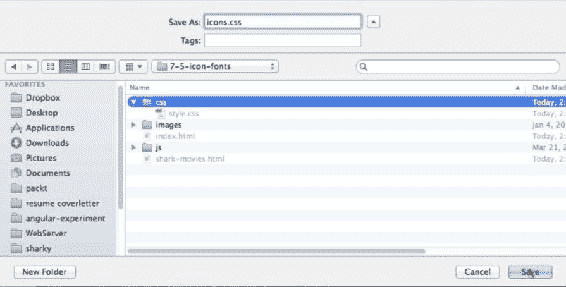 Save As: icons.css
Tags:
7-5-icon-fonts
FAVORITES
Dropbox
Desktop
Applications
Downloads
Pictures
Documents
packt
resume coverletter
angular-experiment
WebServer
sharky
Name
Date Mod
css
Today, 2:
style.css
Today, 2:
images
Jan 4, 20
index.html
Today, 2:
js
Mar 21, 2
shark-movies.html
Today, 2:
New Folder
Cancel
Save